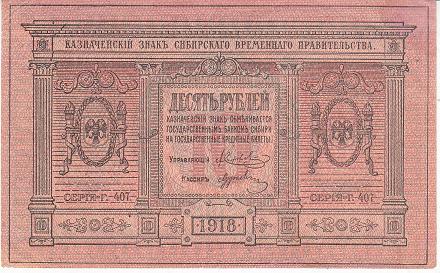 КАЗНАЧЕЙСКІЙ ЗНАКЪ СИБИРСКАГО ВРЕМЕННАГО ПРАВИТЕЛЬСТВА.
ДЕСЯТЬ РУБЛЕЙ
КАЗНАЧЕЙСКІЙ ЗНАКЪ ОБМѢНИВАЕТСЯ
ГОСУДАРСТВЕННЫМЪ БАНКОМЪ СИБИРИ
НА ГОСУДАРСТВЕННЫЕ КРЕДИТНЫЕ БИЛЕТЫ.
УПРАВЛЯЮЩІЙ
КАССИРЪ
СЕРІЯ-Г. 407.
СЕРІЯ-Г. 407.
1918